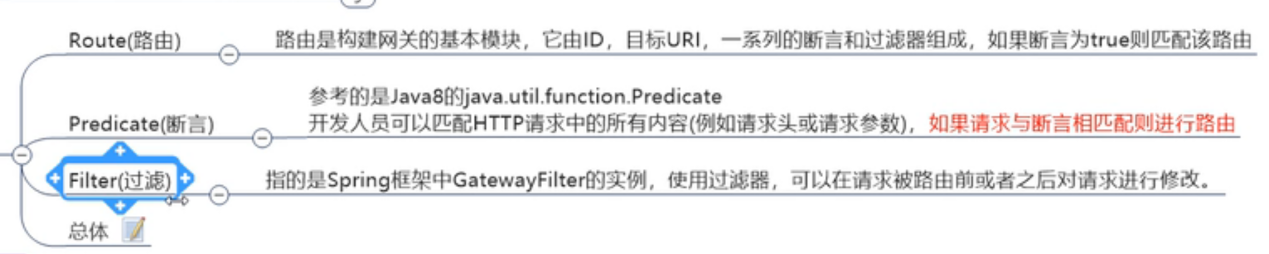 Route(路由)
路由是构建网关的基本模块，它由ID，目标URI，一系列的断言和过滤器组成，如果断言为true则匹配该路由
参考的是Java8的java.util.function.Predicate
Predicate(断言)
开发人员可以匹配HTTP请求中的所有内容(例如请求头或请求参数)，如果请求与断言相匹配则进行路由
Filter(过滤)
指的是Spring框架中GatewayFilter的实例，使用过滤器，可以在请求被路由前或者之后对请求进行修改。
总体